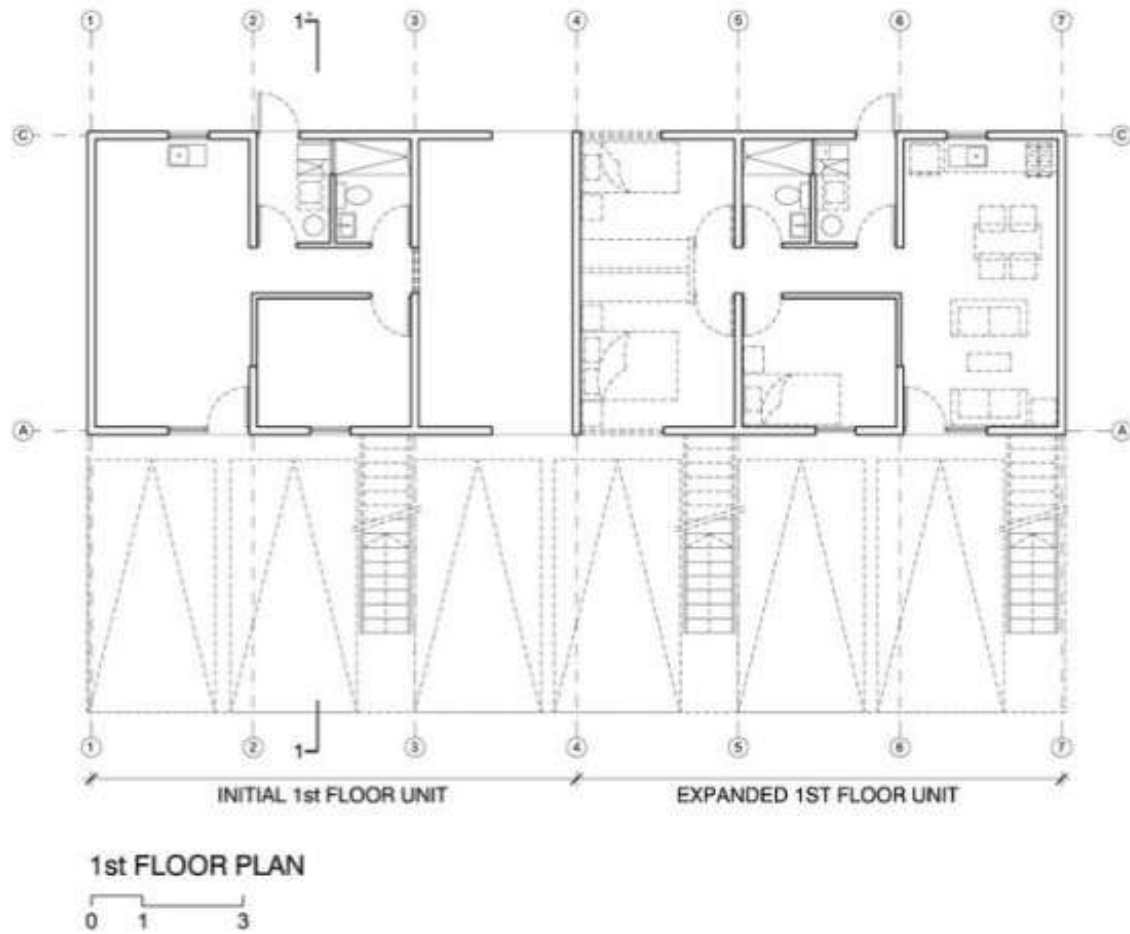 1 2 1' 3 4 5 6 7
C C
A A
1 2 1 3 4 5 6 7
INITIAL 1st FLOOR UNIT EXPANDED 1ST FLOOR UNIT
1st FLOOR PLAN
0 1 3